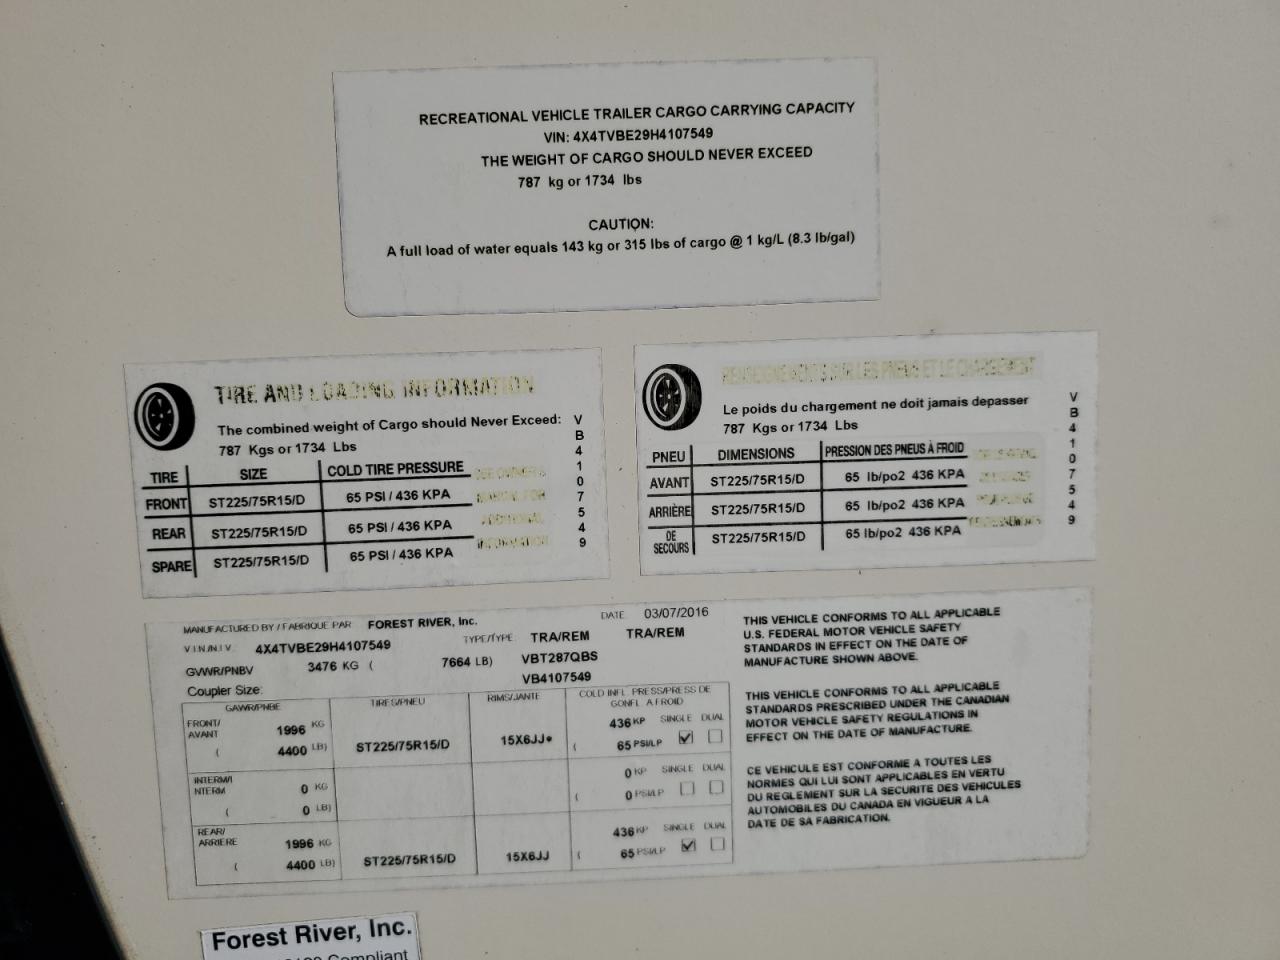 RECREATIONAL VEHICLE TRAILER CARGO CARRYING CAPACITY
VIN: 4X4TVBE29H4107549
THE WEIGHT OF CARGO SHOULD NEVER EXCEED
787 kg or 1734 lbs
CAUTION:
A full load of water equals 143 kg or 315 lbs of cargo @ 1 kg/L (8.3 lb/gal)
TIRE AND LOADING INFORMATION
The combined weight of Cargo should Never Exceed:
787 Kgs or 1734 Lbs
TIRE SIZE COLD TIRE PRESSURE
FRONT ST225/75R15/D 65 PSI / 436 KPA
REAR ST225/75R15/D 65 PSI / 436 KPA
SPARE ST225/75R15/D 65 PSI / 436 KPA
SEE OWNER'S
MANUAL FOR
ADDITIONAL
INFORMATION
VB4107549
RENSEIGNEMENTS SUR LES PNEUS ET LE CHARGEMENT
Le poids du chargement ne doit jamais depasser
787 Kgs or 1734 Lbs
PNEU DIMENSIONS PRESSION DES PNEUS À FROID
AVANT ST225/75R15/D 65 lb/po2 436 KPA
ARRIÈRE ST225/75R15/D 65 lb/po2 436 KPA
DE SECOURS ST225/75R15/D 65 lb/po2 436 KPA
VB4107549
MANUFACTURED BY / FABRIQUE PAR FOREST RIVER, Inc. DATE 03/07/2016
V.I.N./N.I.V. 4X4TVBE29H4107549 TYPE/TYPE TRA/REM TRA/REM
GVWR/PNBV 3476 KG ( 7664 LB) VBT287QBS
VB4107549
Coupler Size:
GAWR/PNBE TIRES/PNEU RIMS/JANTE COLD INFL. PRESS/PRESS DE
GONFL. A FROID
FRONT/
AVANT 1996 KG 436 KP SINGLE DUAL
( 4400 LB) ST225/75R15/D 15X6JJ* ( 65 PSI/LP
INTERM/I
INTERM 0 KG 0 KP SINGLE DUAL
( 0 LB) ( 0 PSI/LP
REAR/
ARRIERE 1996 KG 436 KP SINGLE DUAL
( 4400 LB) ST225/75R15/D 15X6JJ ( 65 PSI/LP
THIS VEHICLE CONFORMS TO ALL APPLICABLE
U.S. FEDERAL MOTOR VEHICLE SAFETY
STANDARDS IN EFFECT ON THE DATE OF
MANUFACTURE SHOWN ABOVE.
THIS VEHICLE CONFORMS TO ALL APPLICABLE
STANDARDS PRESCRIBED UNDER THE CANADIAN
MOTOR VEHICLE SAFETY REGULATIONS IN
EFFECT ON THE DATE OF MANUFACTURE.
CE VEHICULE EST CONFORME A TOUTES LES
NORMES QUI LUI SONT APPLICABLES EN VERTU
DU REGLEMENT SUR LA SECURITE DES VEHICULES
AUTOMOBILES DU CANADA EN VIGUEUR A LA
DATE DE SA FABRICATION.
Forest River, Inc.
Compliant